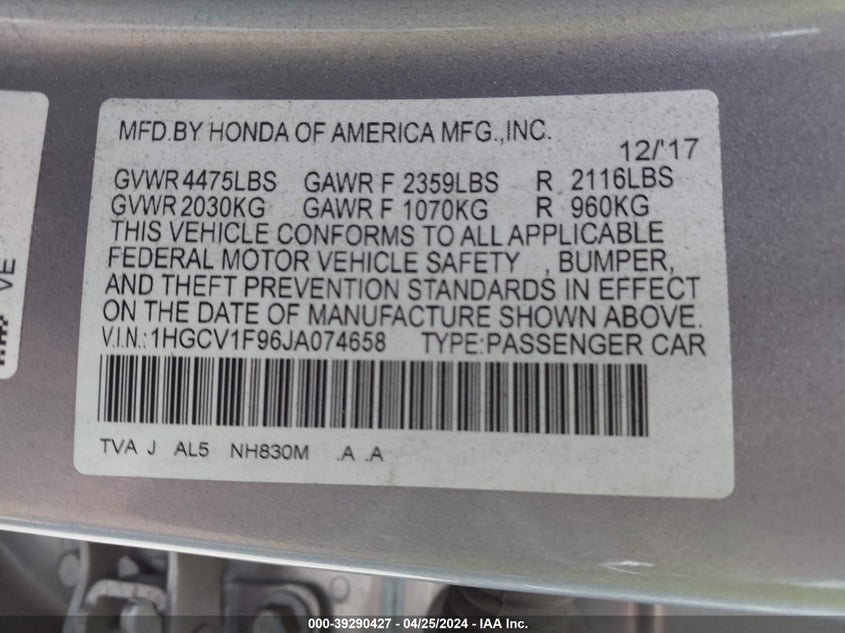 MFD.BY HONDA OF AMERICA MFG.,INC.
12/'17
GVWR 4475LBS GAWR F 2359LBS R 2116LBS
GVWR 2030KG GAWR F 1070KG R 960KG
THIS VEHICLE CONFORMS TO ALL APPLICABLE
FEDERAL MOTOR VEHICLE SAFETY , BUMPER,
AND THEFT PREVENTION STANDARDS IN EFFECT
ON THE DATE OF MANUFACTURE SHOWN ABOVE.
V.I.N.:1HGCV1F96JA074658 TYPE:PASSENGER CAR
TVA J AL5 NH830M .A .A
VE
000-39290427 - 04/25/2024 - IAA Inc.